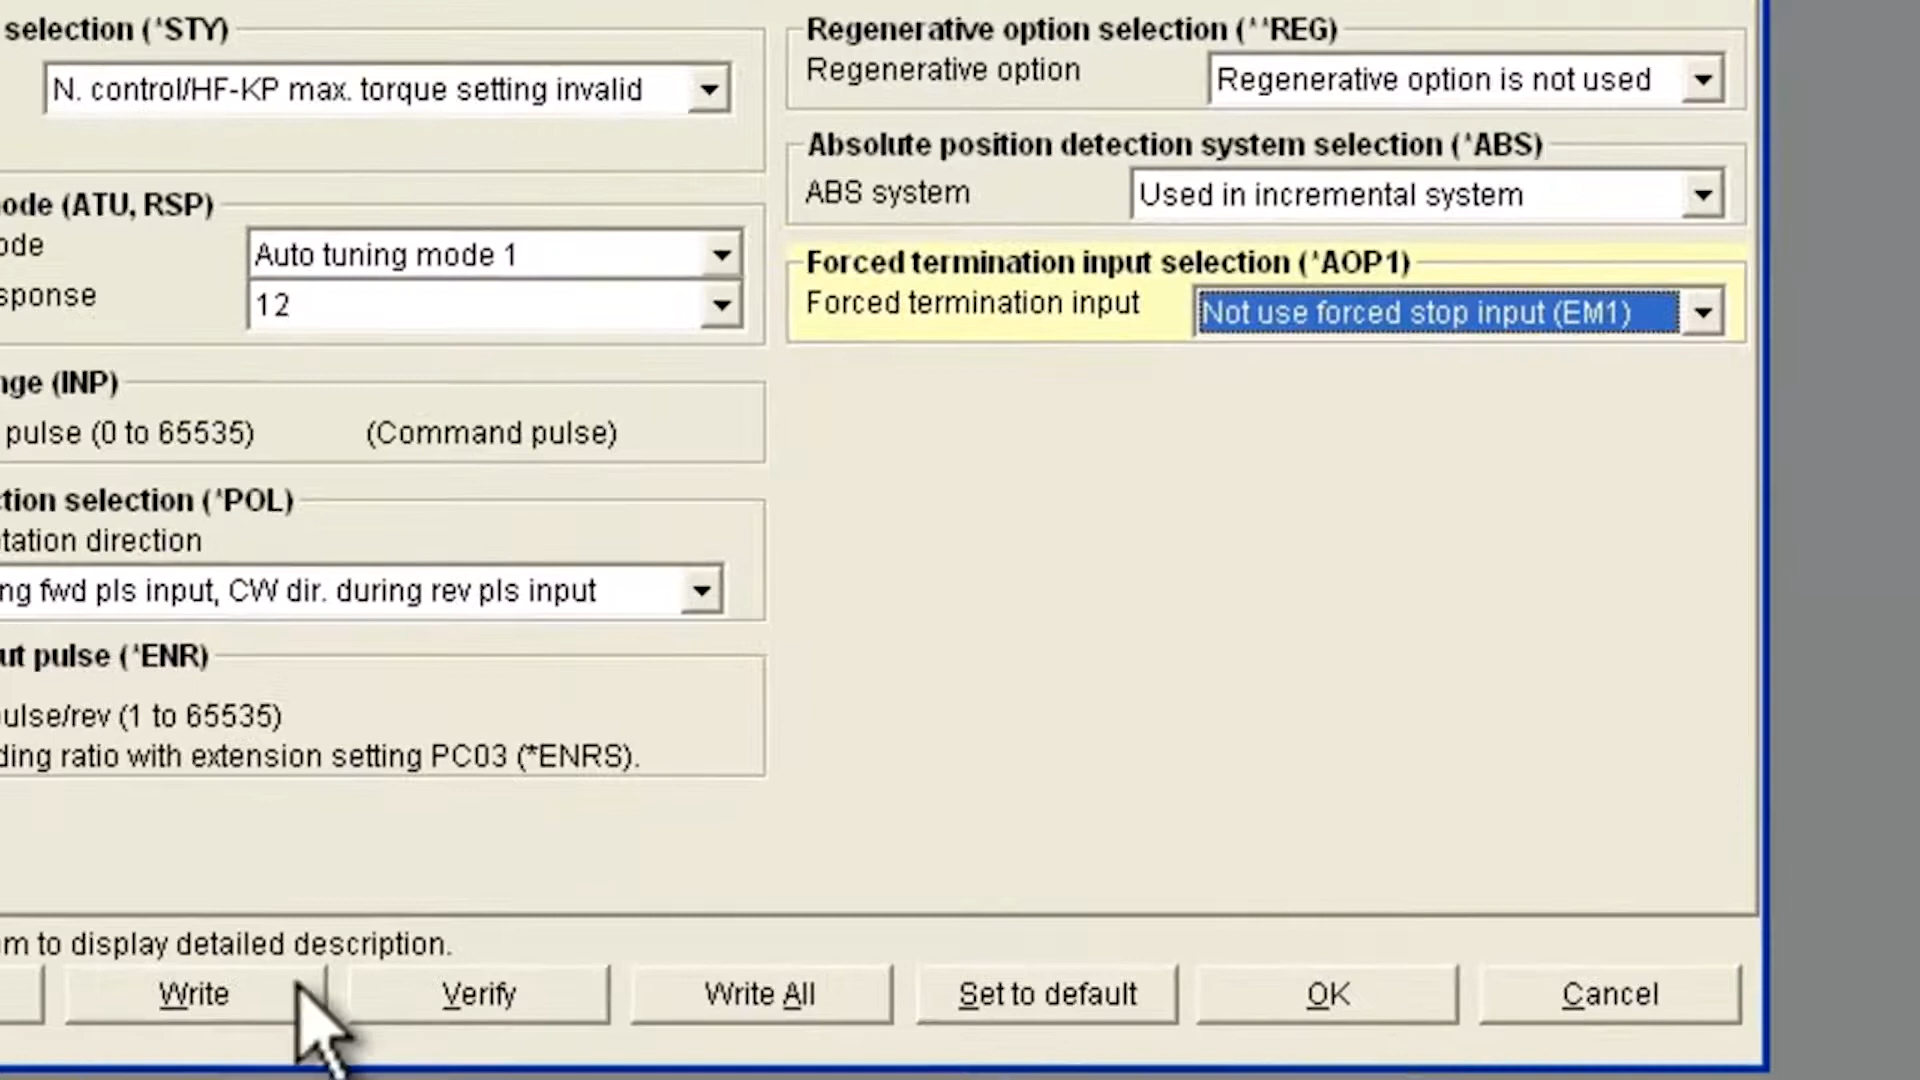 selection (*STY)
N. control/HF-KP max. torque setting invalid
ode (ATU, RSP)
ode
Auto tuning mode 1
sponse
12
nge (INP)
pulse (0 to 65535) (Command pulse)
ction selection (*POL)
tation direction
ng fwd pls input, CW dir. during rev pls input
ut pulse (*ENR)
pulse/rev (1 to 65535)
ding ratio with extension setting PC03 (*ENRS).
Regenerative option selection (**REG)
Regenerative option
Regenerative option is not used
Absolute position detection system selection (*ABS)
ABS system
Used in incremental system
Forced termination input selection (*AOP1)
Forced termination input
Not use forced stop input (EM1)
m to display detailed description.
Write
Verify
Write All
Set to default
OK
Cancel